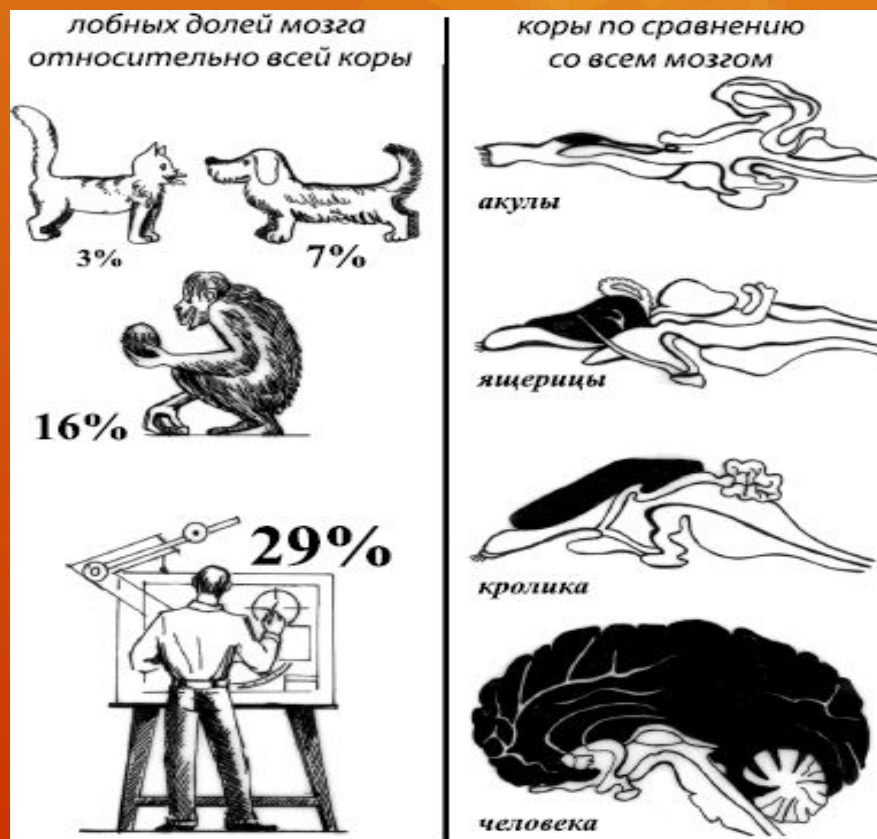 лобных долей мозга
относительно всей коры
3%
7%
16%
29%
коры по сравнению
со всем мозгом
акулы
ящерицы
кролика
человека